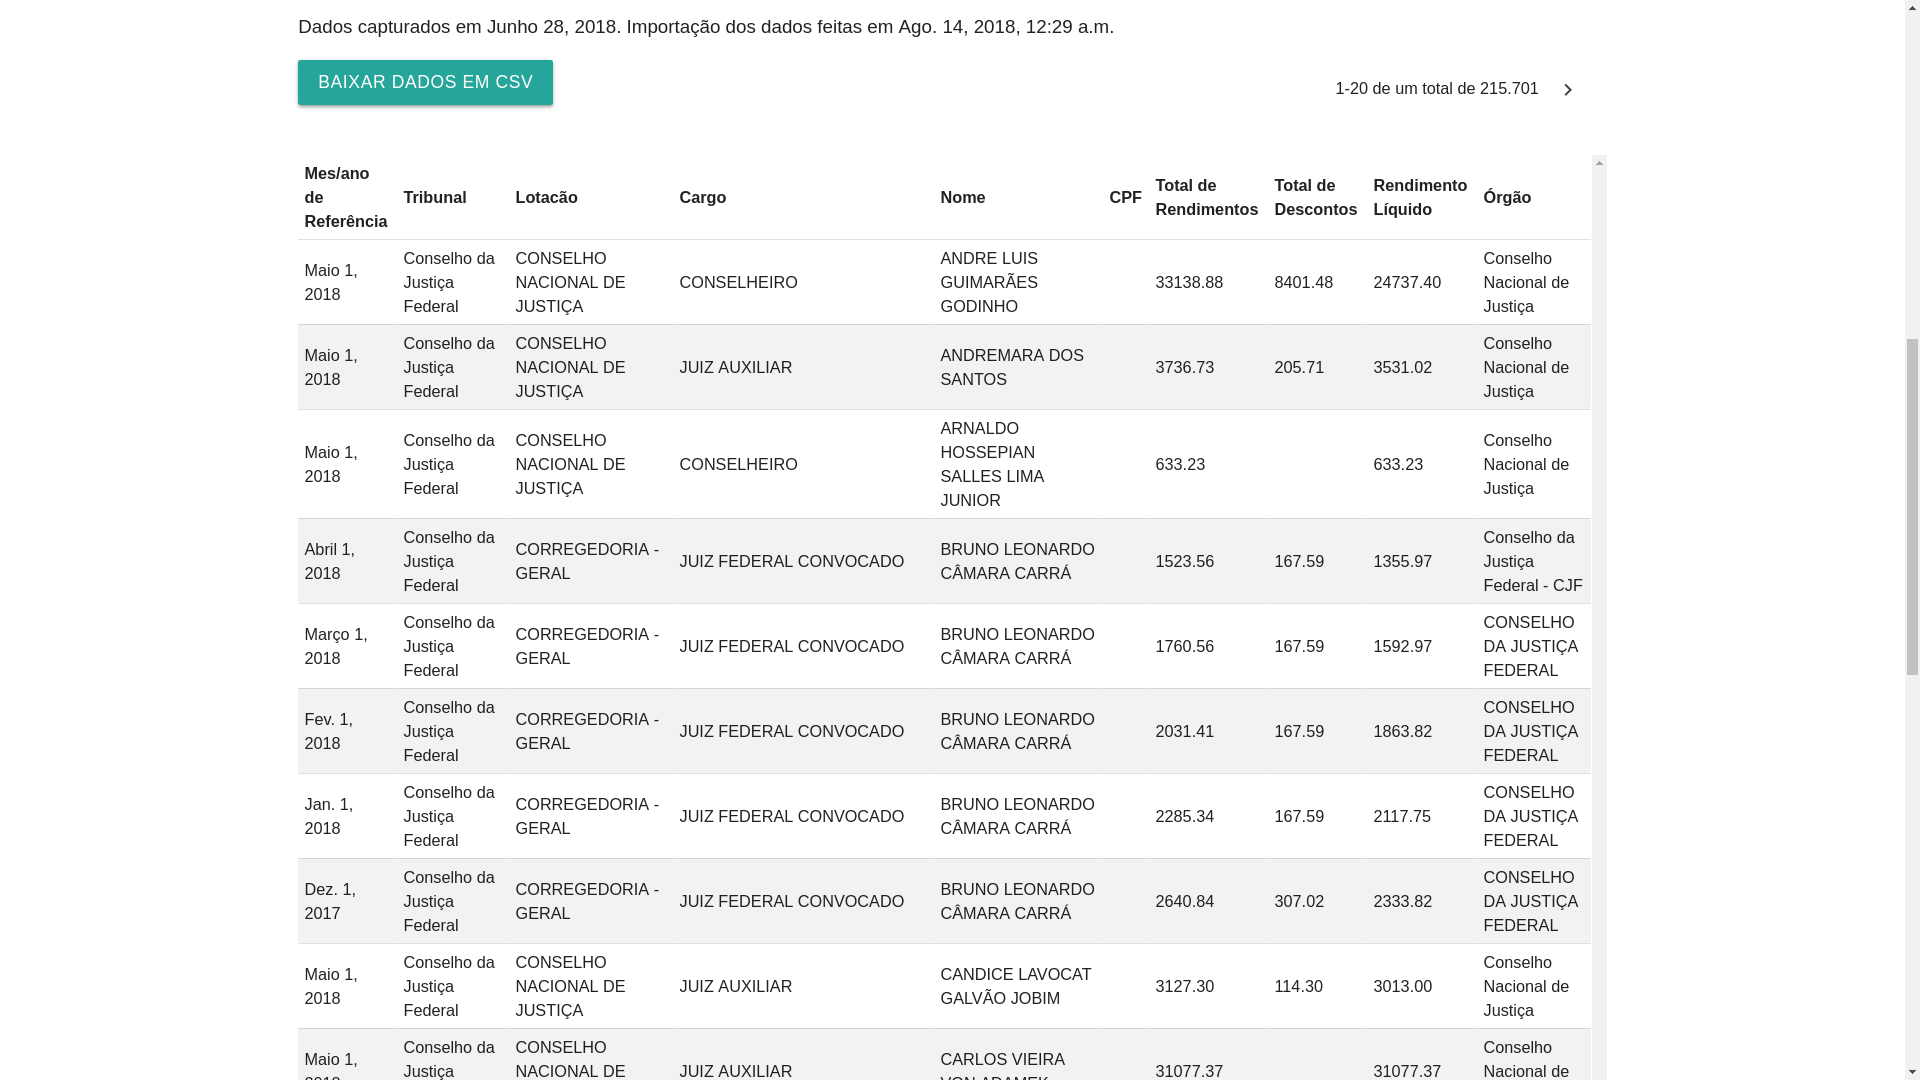 Dados capturados em Junho 28, 2018. Importação dos dados feitas em Ago. 14, 2018, 12:29 a.m.
BAIXAR DADOS EM CSV
1-20 de um total de 215.701
Mes/ano de Referência Tribunal Lotacão Cargo Nome CPF Total de Rendimentos Total de Descontos Rendimento Líquido Órgão
Maio 1, 2018 Conselho da Justiça Federal CONSELHO NACIONAL DE JUSTIÇA CONSELHEIRO ANDRE LUIS GUIMARÃES GODINHO 33138.88 8401.48 24737.40 Conselho Nacional de Justiça
Maio 1, 2018 Conselho da Justiça Federal CONSELHO NACIONAL DE JUSTIÇA JUIZ AUXILIAR ANDREMARA DOS SANTOS 3736.73 205.71 3531.02 Conselho Nacional de Justiça
Maio 1, 2018 Conselho da Justiça Federal CONSELHO NACIONAL DE JUSTIÇA CONSELHEIRO ARNALDO HOSSEPIAN SALLES LIMA JUNIOR 633.23 633.23 Conselho Nacional de Justiça
Abril 1, 2018 Conselho da Justiça Federal CORREGEDORIA - GERAL JUIZ FEDERAL CONVOCADO BRUNO LEONARDO CÂMARA CARRÁ 1523.56 167.59 1355.97 Conselho da Justiça Federal - CJF
Março 1, 2018 Conselho da Justiça Federal CORREGEDORIA - GERAL JUIZ FEDERAL CONVOCADO BRUNO LEONARDO CÂMARA CARRÁ 1760.56 167.59 1592.97 CONSELHO DA JUSTIÇA FEDERAL
Fev. 1, 2018 Conselho da Justiça Federal CORREGEDORIA - GERAL JUIZ FEDERAL CONVOCADO BRUNO LEONARDO CÂMARA CARRÁ 2031.41 167.59 1863.82 CONSELHO DA JUSTIÇA FEDERAL
Jan. 1, 2018 Conselho da Justiça Federal CORREGEDORIA - GERAL JUIZ FEDERAL CONVOCADO BRUNO LEONARDO CÂMARA CARRÁ 2285.34 167.59 2117.75 CONSELHO DA JUSTIÇA FEDERAL
Dez. 1, 2017 Conselho da Justiça Federal CORREGEDORIA - GERAL JUIZ FEDERAL CONVOCADO BRUNO LEONARDO CÂMARA CARRÁ 2640.84 307.02 2333.82 CONSELHO DA JUSTIÇA FEDERAL
Maio 1, 2018 Conselho da Justiça Federal CONSELHO NACIONAL DE JUSTIÇA JUIZ AUXILIAR CANDICE LAVOCAT GALVÃO JOBIM 3127.30 114.30 3013.00 Conselho Nacional de Justiça
Maio 1, Conselho da Justiça CONSELHO NACIONAL DE JUIZ AUXILIAR CARLOS VIEIRA 31077.37 31077.37 Conselho Nacional de